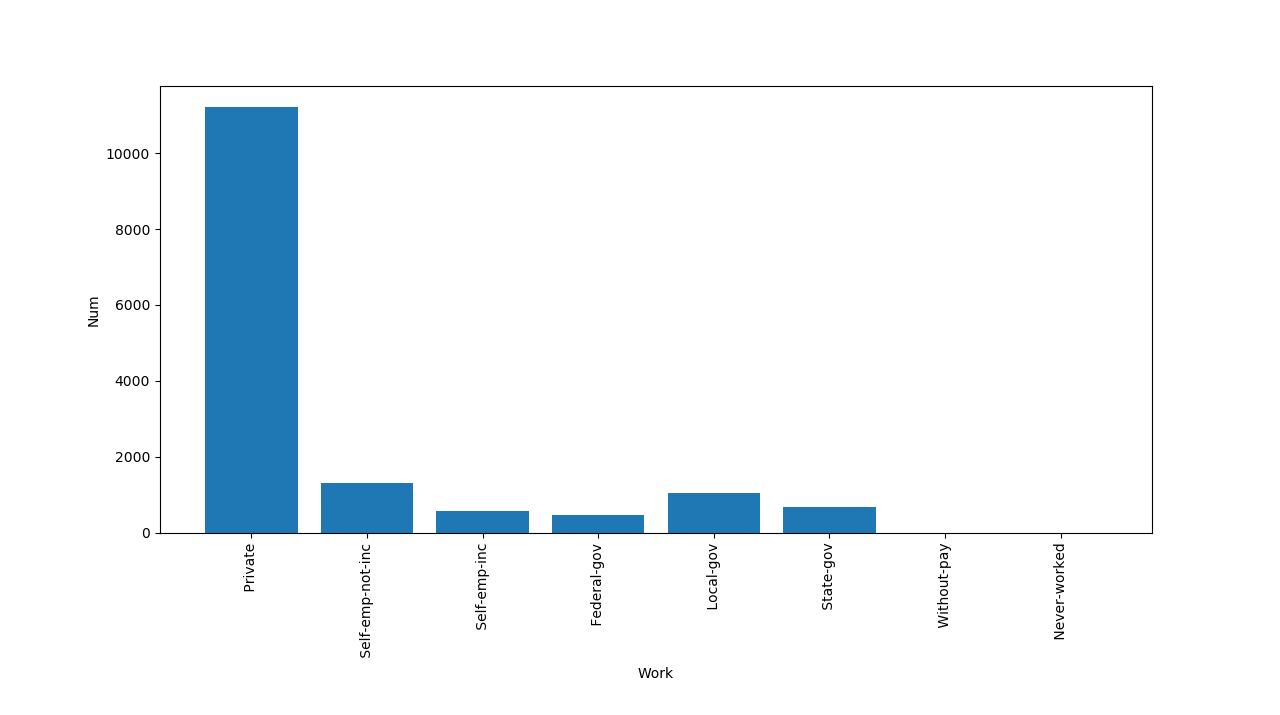 10000
8000
6000
4000
2000
0
Num
Private
Self-emp-not-inc
Self-emp-inc
Federal-gov
Local-gov
State-gov
Without-pay
Never-worked
Work